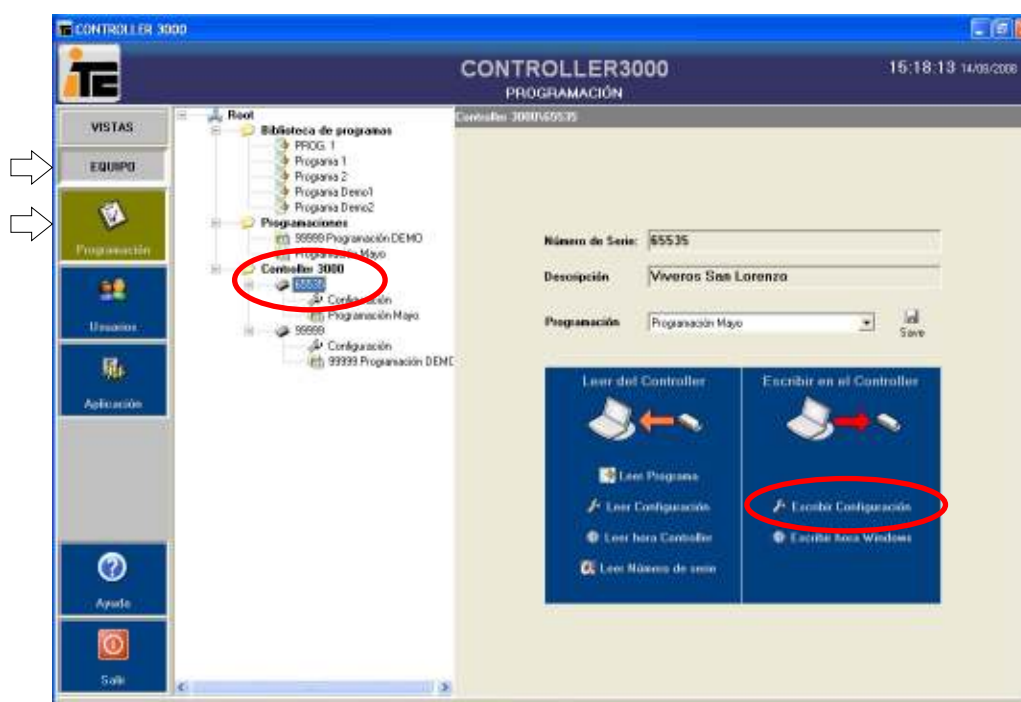 CONTROLLER 3000
iTC
CONTROLLER3000
PROGRAMACIÓN
15:18:13 14/08/2008
VISTAS
EQUIPO
Programación
Usuarios
Aplicación
Ayuda
Salir
Root
Biblioteca de programas
PROG. 1
Programa 1
Programa 2
Programa Demo1
Programa Demo2
Programaciones
99999 Programación DEMO
Programación Mayo
Controller 3000
65535
Configuración
Programación Mayo
99999
Configuración
99999 Programación DEMO
Controller 3000\65535
Número de Serie: 65535
Descripción Viveros San Lorenzo
Programación Programación Mayo
Save
Leer del Controller
Leer Programa
Leer Configuración
Leer hora Controller
Leer Número de serie
Escribir en el Controller
Escribir Configuración
Escribir hora Windows